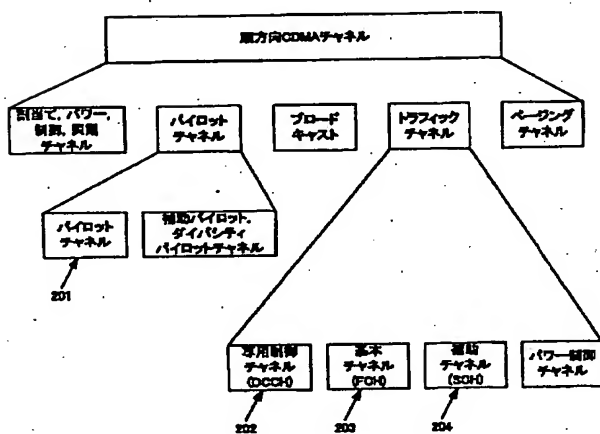 順方向CDMAチャネル
割当て, パワー,
制御, 同期
チャネル
パイロット
チャネル
ブロード
キャスト
トラフィック
チャネル
ページング
チャネル
パイロット
チャネル
補助パイロット,
ダイバシティ
パイロットチャネル
201
専用制御
チャネル
(DCCH)
基本
チャネル
(FCH)
補助
チャネル
(SCH)
パワー制御
チャネル
202
203
204